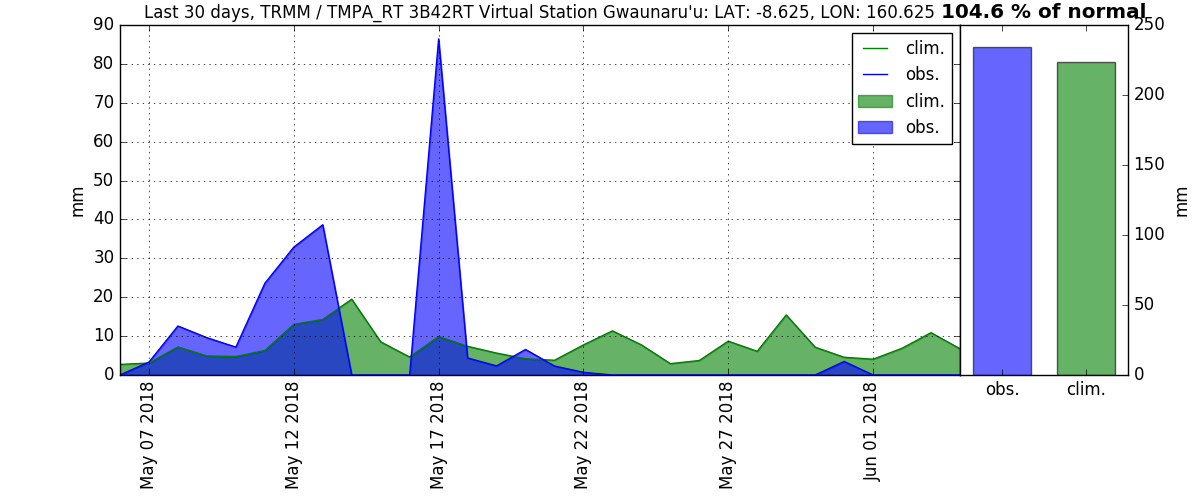 Last 30 days, TRMM / TMPA_RT 3B42RT Virtual Station Gwaunaru'u: LAT: -8.625, LON: 160.625 104.6 % of normal
90
80
70
60
50
40
30
20
10
0
mm
clim.
obs.
clim.
obs.
May 07 2018
May 12 2018
May 17 2018
May 22 2018
May 27 2018
Jun 01 2018
250
200
150
100
50
0
mm
obs.
clim.